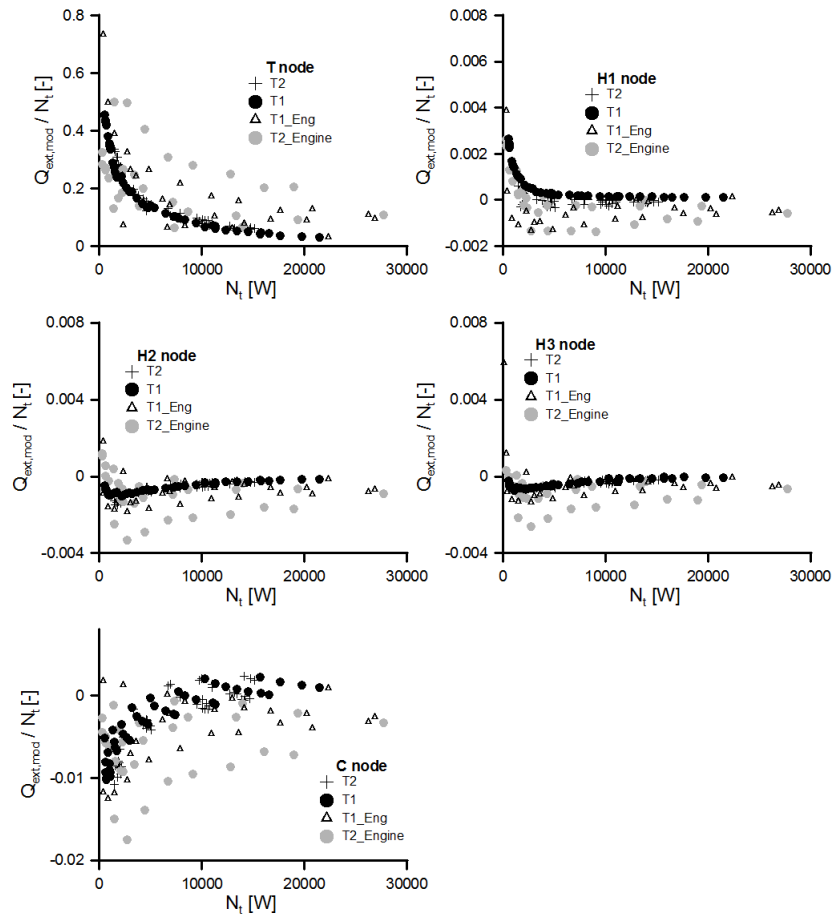 0.8
0.6
0.4
0.2
0
Q_ext,mod / N_t [-]
T node
T2
T1
T1_Eng
T2_Engine
0 10000 20000 30000
N_t [W]
0.008
0.006
0.004
0.002
0.000
-0.002
Q_ext,mod / N_t [-]
H1 node
T2
T1
T1_Eng
T2_Engine
0 10000 20000 30000
N_t [W]
0.008
0.004
0
-0.004
Q_ext,mod / N_t [-]
H2 node
T2
T1
T1_Eng
T2_Engine
0 10000 20000 30000
N_t [W]
0.008
0.004
0
-0.004
Q_ext,mod / N_t [-]
H3 node
T2
T1
T1_Eng
T2_Engine
0 10000 20000 30000
N_t [W]
0
-0.01
-0.02
Q_ext,mod / N_t [-]
C node
T2
T1
T1_Eng
T2_Engine
0 10000 20000 30000
N_t [W]